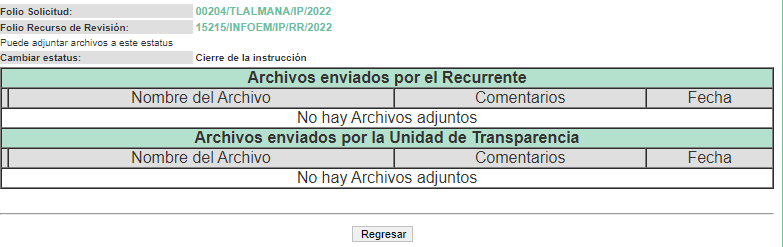 Folio Solicitud: 00204/TLALMANA/IP/2022
Folio Recurso de Revisión: 15215/INFOEM/IP/RR/2022
Puede adjuntar archivos a este estatus
Cambiar estatus: Cierre de la instrucción
Archivos enviados por el Recurrente
Nombre del Archivo Comentarios Fecha
No hay Archivos adjuntos
Archivos enviados por la Unidad de Transparencia
Nombre del Archivo Comentarios Fecha
No hay Archivos adjuntos
Regresar